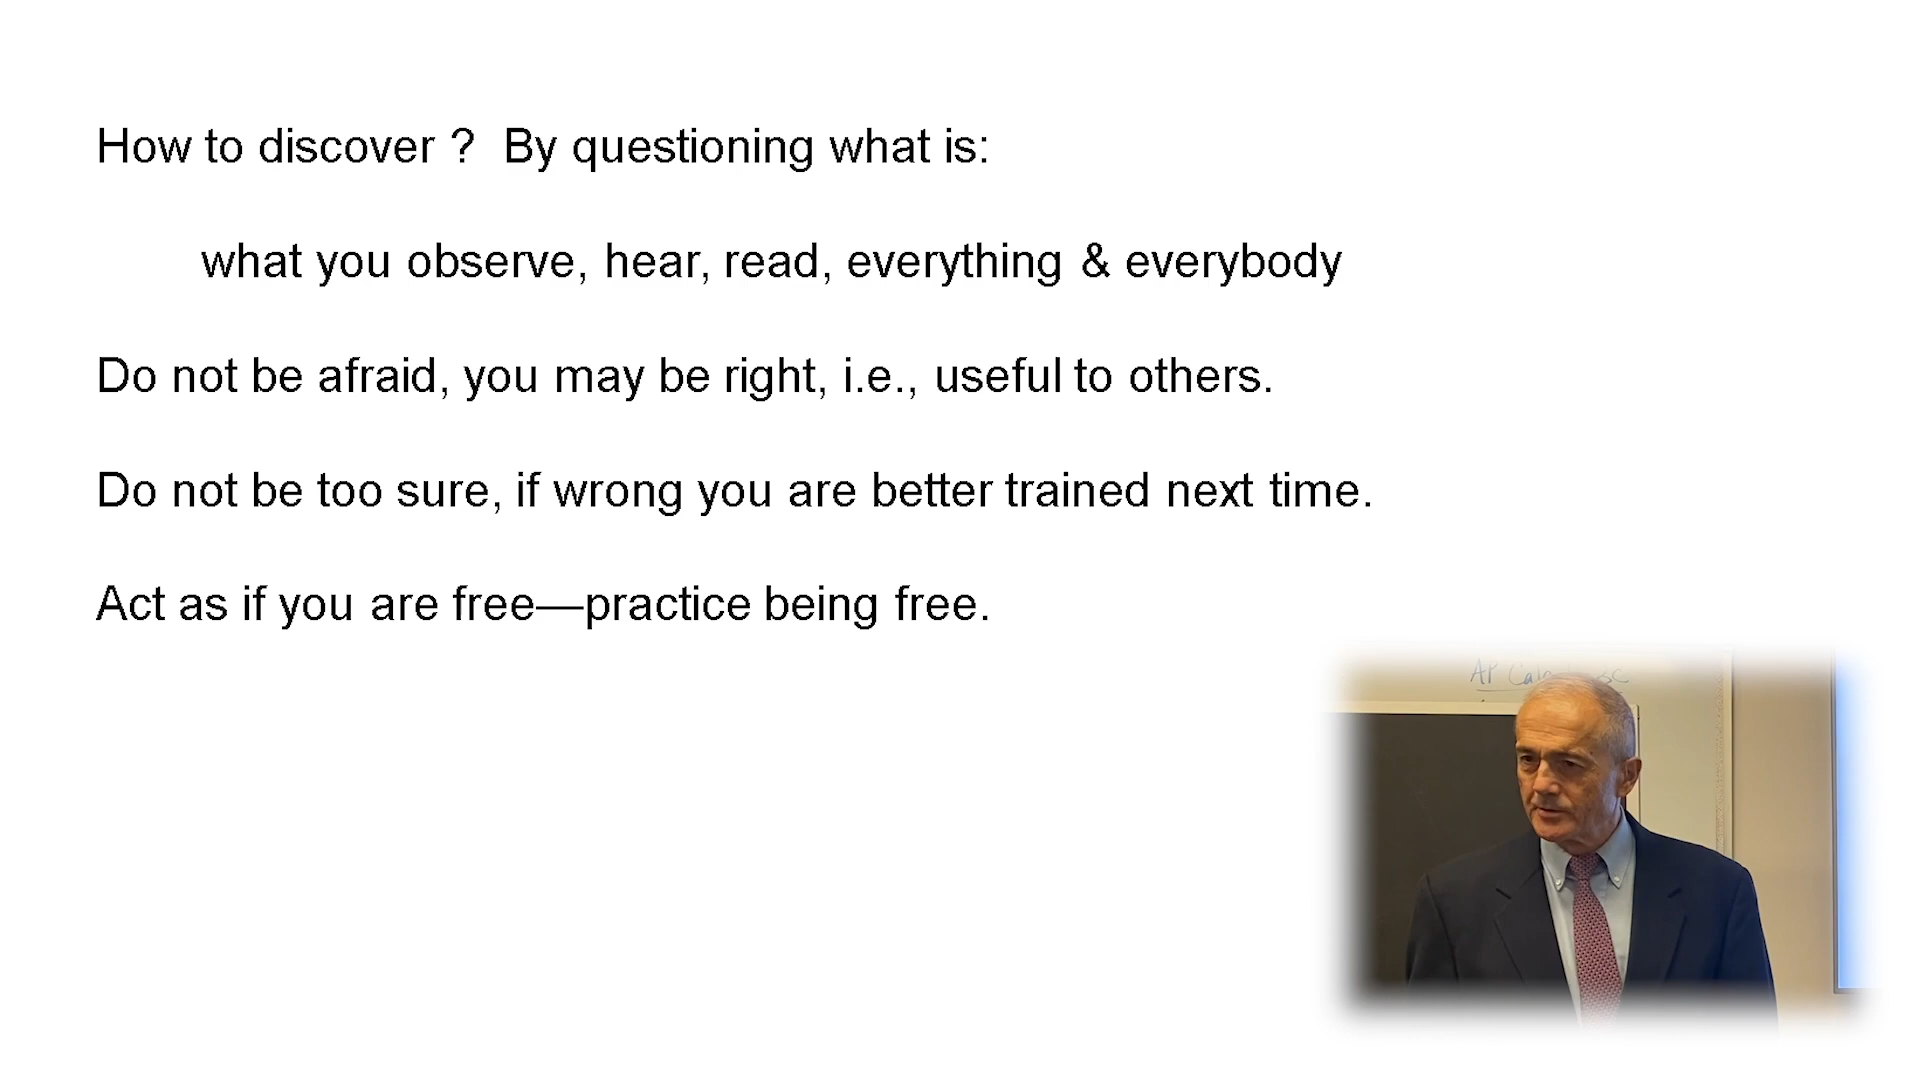 How to discover ?  By questioning what is:
what you observe, hear, read, everything & everybody
Do not be afraid, you may be right, i.e., useful to others.
Do not be too sure, if wrong you are better trained next time.
Act as if you are free—practice being free.
AP